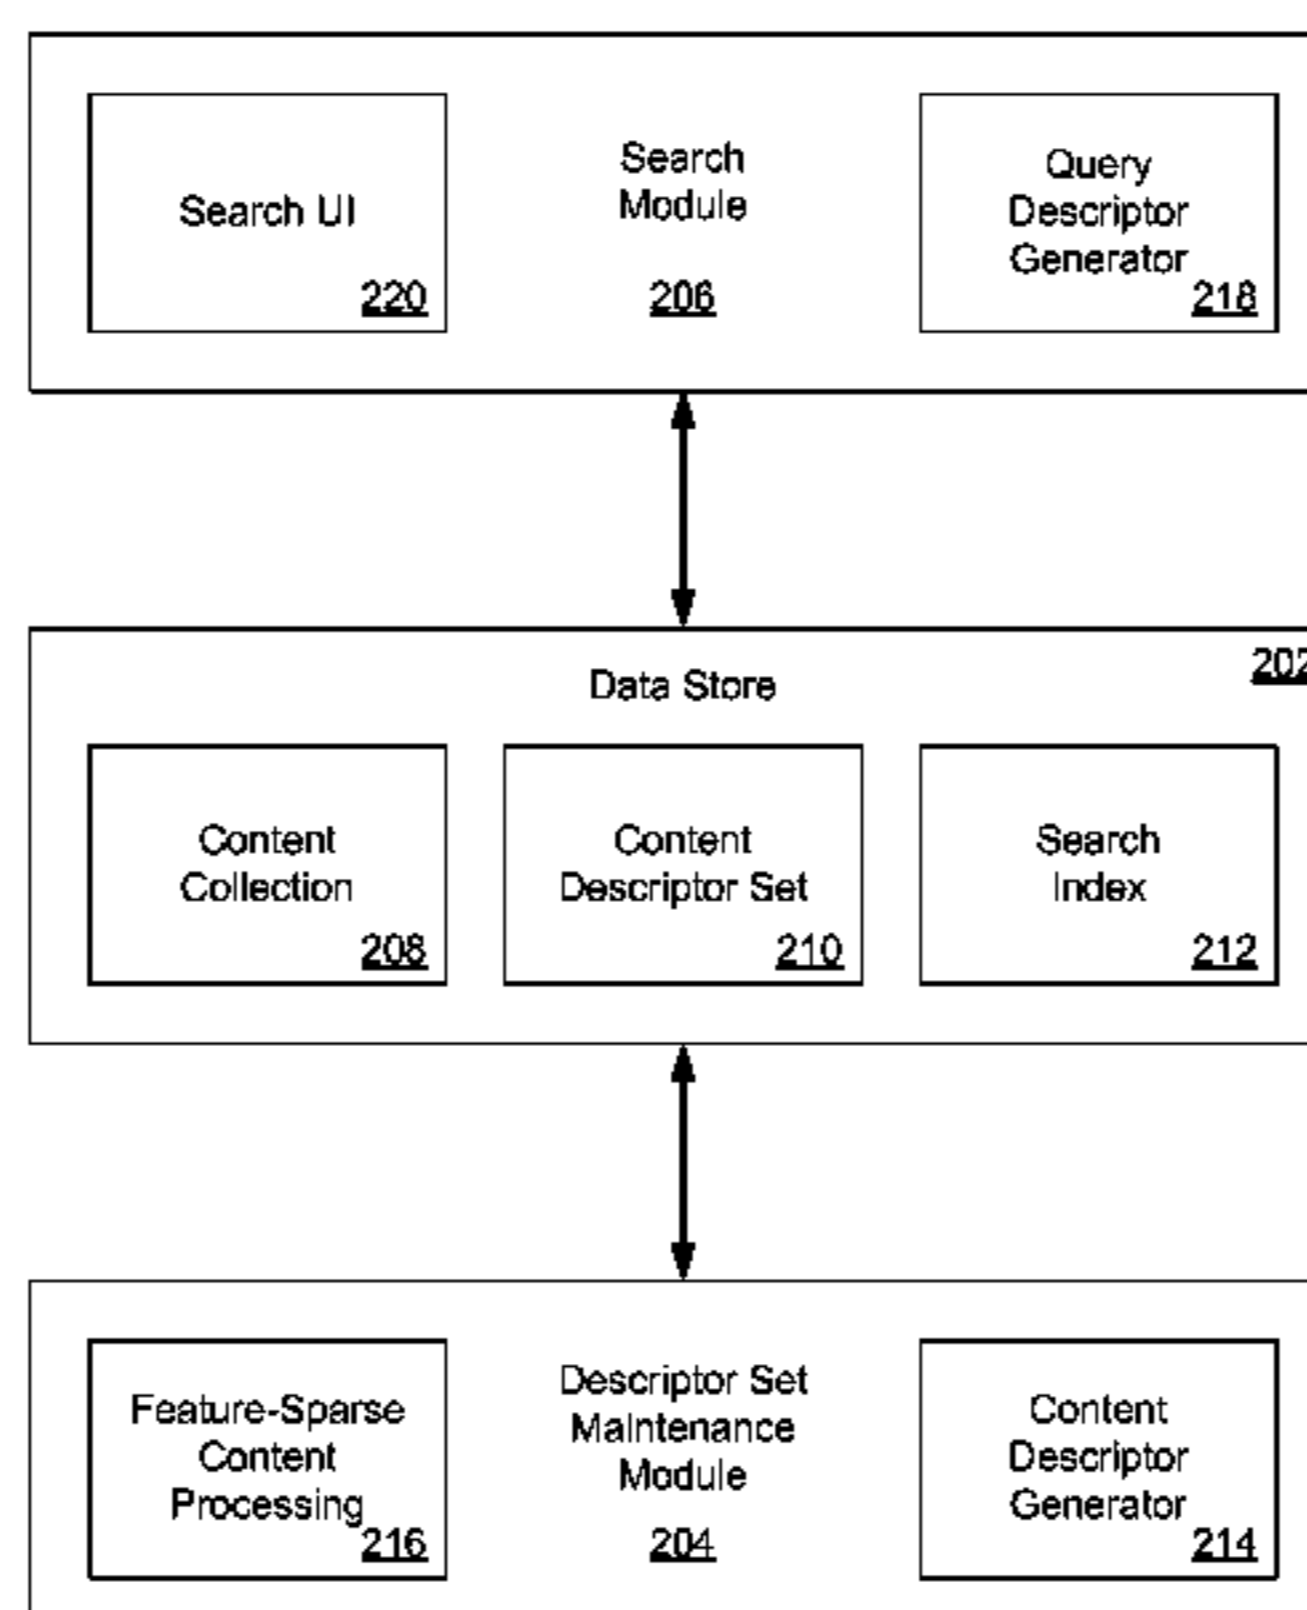 Search UI
220
Search
Module
206
Query
Descriptor
Generator
218
Data Store
202
Content
Collection
208
Content
Descriptor Set
210
Search
Index
212
Feature-Sparse
Content
Processing
216
Descriptor Set
Maintenance
Module
204
Content
Descriptor
Generator
214